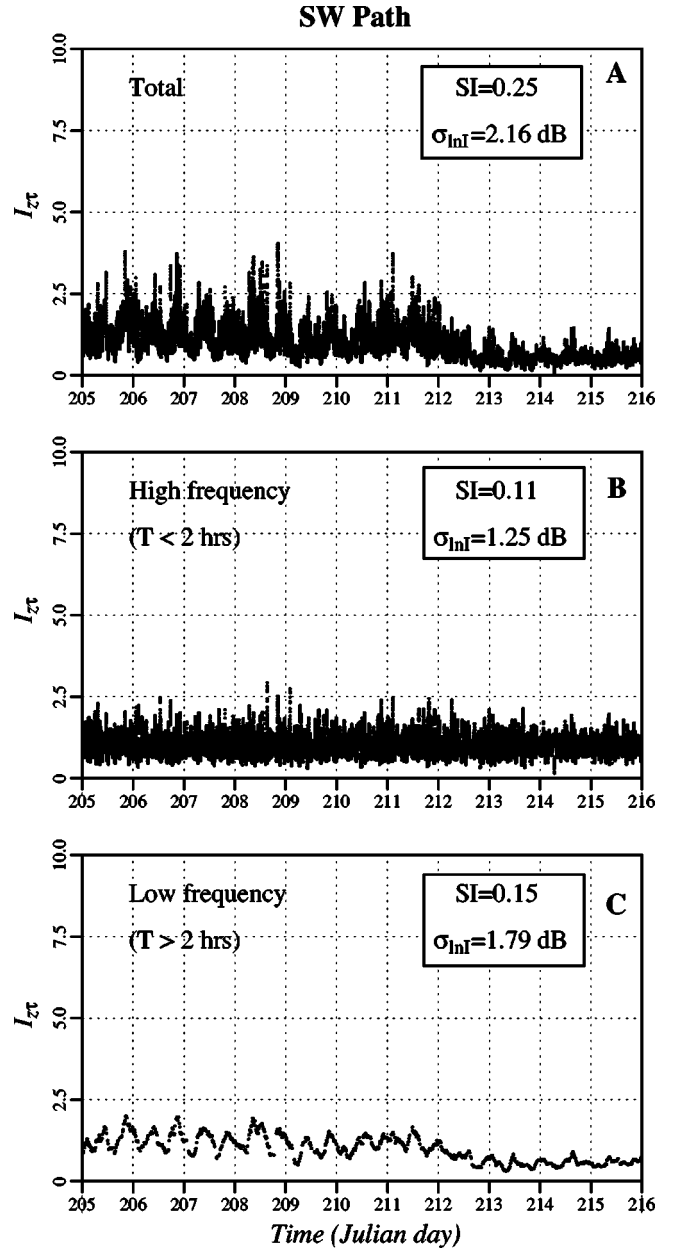 SW Path
A
Total
SI=0.25
σlnI=2.16 dB
10.0
7.5
5.0
2.5
0
Izτ
205 206 207 208 209 210 211 212 213 214 215 216
B
High frequency
(T < 2 hrs)
SI=0.11
σlnI=1.25 dB
10.0
7.5
5.0
2.5
0
Izτ
205 206 207 208 209 210 211 212 213 214 215 216
C
Low frequency
(T > 2 hrs)
SI=0.15
σlnI=1.79 dB
10.0
7.5
5.0
2.5
0
Izτ
205 206 207 208 209 210 211 212 213 214 215 216
Time (Julian day)